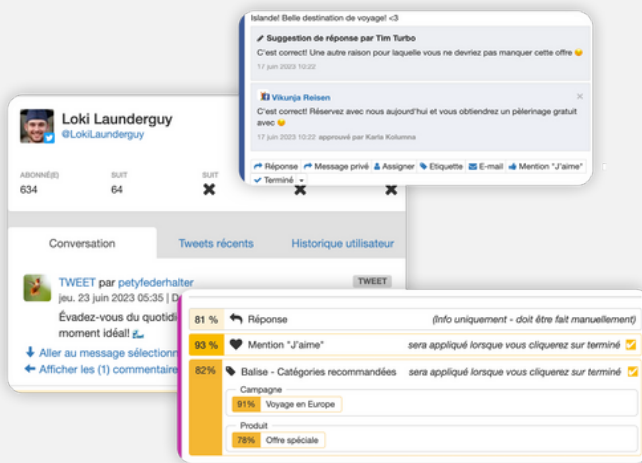 Islande! Belle destination de voyage! <3
Suggestion de réponse par Tim Turbo
C'est correct! Une autre raison pour laquelle vous ne devriez pas manquer cette offre 😉
17 juin 2023 10:22
Vikunja Reisen
C'est correct! Réservez avec nous aujourd'hui et vous obtiendrez un pèlerinage gratuit
avec 😉
17 juin 2023 10:22 approuvé par Karla Kolumna
Réponse Message privé Assigner Etiquette E-mail Mention "J'aime"
Terminé
Loki Launderguy
@LokiLaunderguy
ABONNÉ(E) SUIT SUIT
634 64
Conversation Tweets récents Historique utilisateur
TWEET par petyfederhalter TWEET
jeu. 23 juin 2023 05:35 |
Évadez-vous du
moment idéal!
Aller au message
Afficher les (1)
81 % Réponse (Info uniquement - doit être fait manuellement)
93 % Mention "J'aime" sera appliqué lorsque vous cliquerez sur terminé
82% Balise - Catégories recommandées sera appliqué lorsque vous cliquerez sur terminé
Campagne
91% Voyage en Europe
Produit
78% Offre spéciale